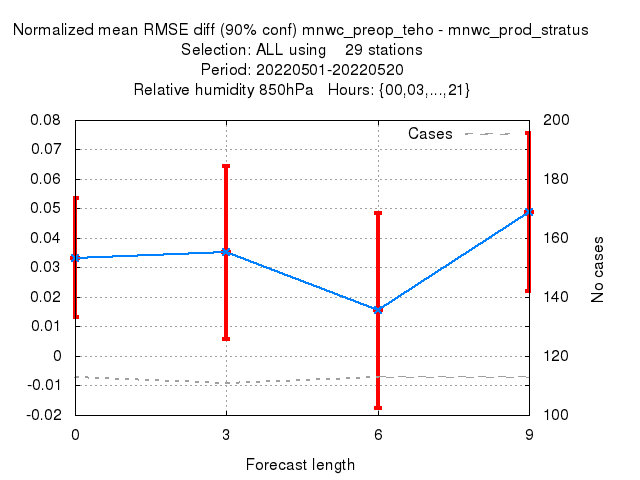 Normalized mean RMSE diff (90% conf) mnwc_preop_teho - mnwc_prod_stratus
Selection: ALL using 29 stations
Period: 20220501-20220520
Relative humidity 850hPa Hours: {00,03,...,21}
0.08
0.07
0.06
0.05
0.04
0.03
0.02
0.01
0
-0.01
-0.02
200
180
160
140
120
100
Cases
No cases
0 3 6 9
Forecast length